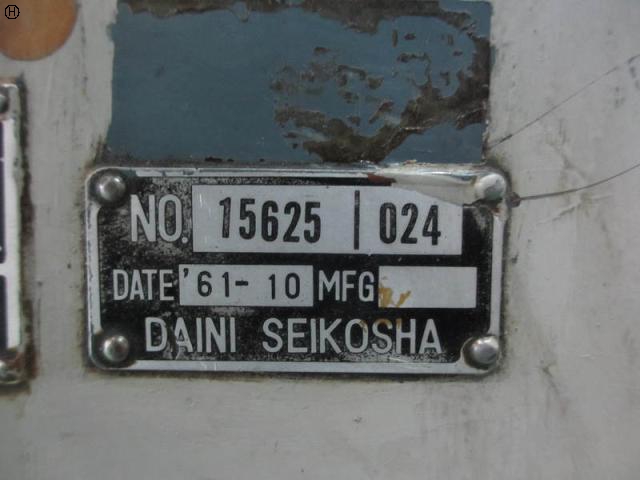 H
NO. 15625 | 024
DATE '61- 10 MFG
DAINI SEIKOSHA